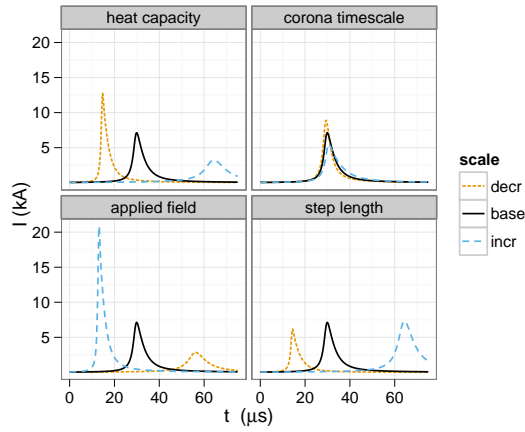 heat capacity corona timescale
20
15
10
5
I (kA)
scale
decr
base
incr
applied field step length
20
15
10
5
0 20 40 60 0 20 40 60
t (µs)